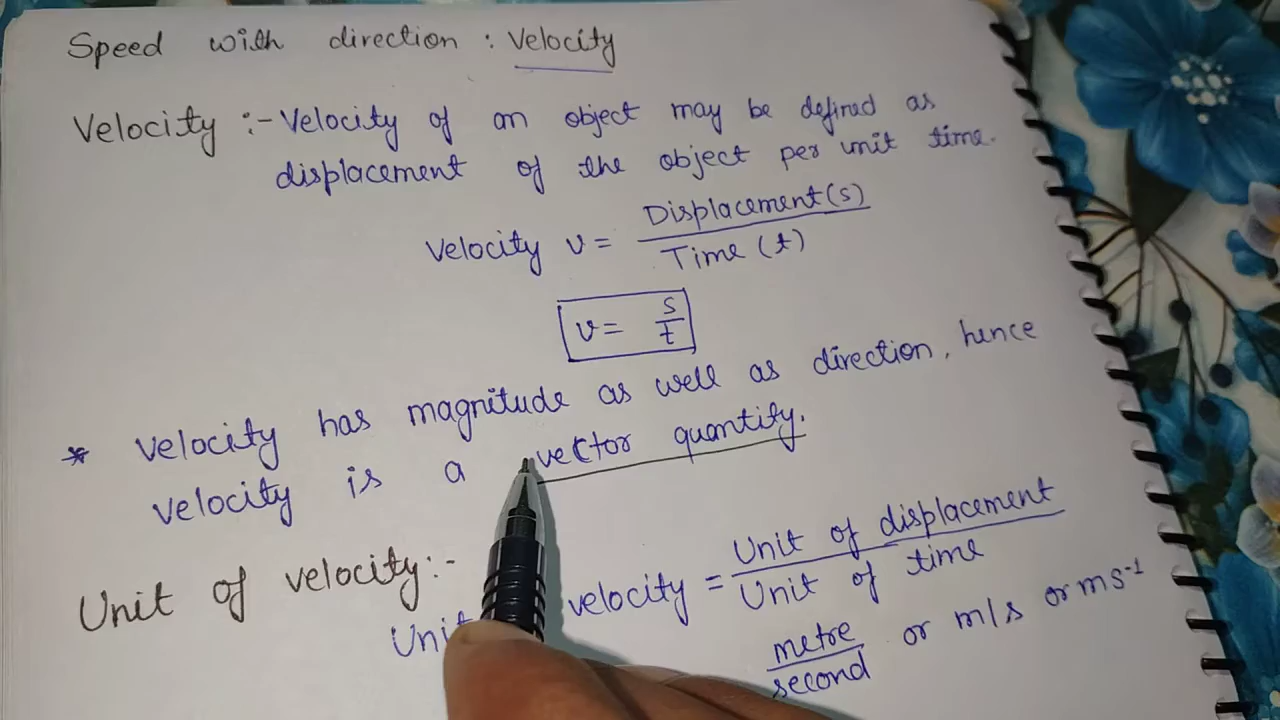 Speed with direction : Velocity
Velocity :- Velocity of an object may be defined as
displacement of the object per unit time.
Velocity v = Displacement (s) / Time (t)
v = s / t
* Velocity has magnitude as well as direction, hence
velocity is a vector quantity.
Unit of velocity :-
Unit velocity = Unit of displacement / Unit of time
metre / second or m/s or ms⁻¹